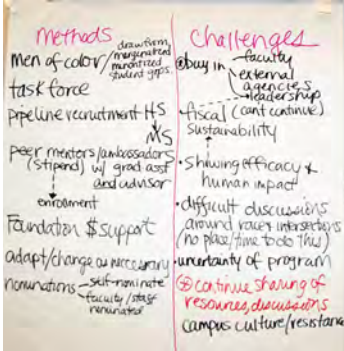 methods
men of color/
draw from
marginalized
minoritized
student grps.
task force
pipeline recruitment HS
MS
peer mentors/ambassadors
(stipend) w/ grad asst
and advisor
enrollment
Foundation $ support
adapt/change as necessary
nominations - self-nominate
faculty/staff
nominated
challenges
buy in
faculty
external
agencies
leadership
fiscal (can't continue)
sustainability
• showing efficacy &
human impact
• difficult discussions
around race & intersections
(no place/time to do this)
• uncertainty of program
continue sharing of
resources, discussions
campus culture/resistance